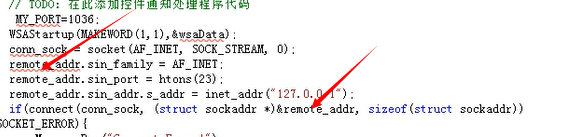 // TODO: 在此添加控件通知处理程序代码
MY_PORT=1036;
WSAStartup(MAKEWORD(1,1),&wsaData);
conn_sock = socket(AF_INET, SOCK_STREAM, 0);
remote_addr.sin_family = AF_INET;
remote_addr.sin_port = htons(23);
remote_addr.sin_addr.s_addr = inet_addr("127.0.0.1");
if(connect(conn_sock, (struct sockaddr *)&remote_addr, sizeof(struct sockaddr))
SOCKET_ERROR){